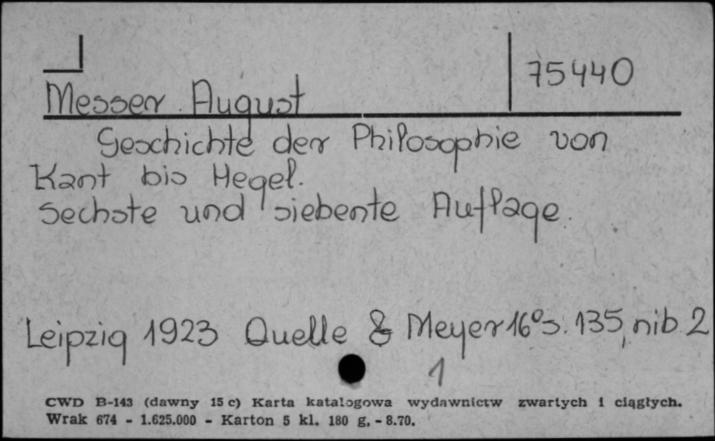 75440
Messer August
Geschichte der Philosophie von
Kant bis Hegel.
Sechste und siebente Auflage.
Leipzig 1923 Quelle & Meyer 16° s. 135, nib. 2
1
CWD B-143 (dawny 15 c) Karta katalogowa wydawnictw zwartych i ciągłych.
Wrak 674 - 1.625.000 - Karton 5 kl. 180 g. - 8.70.